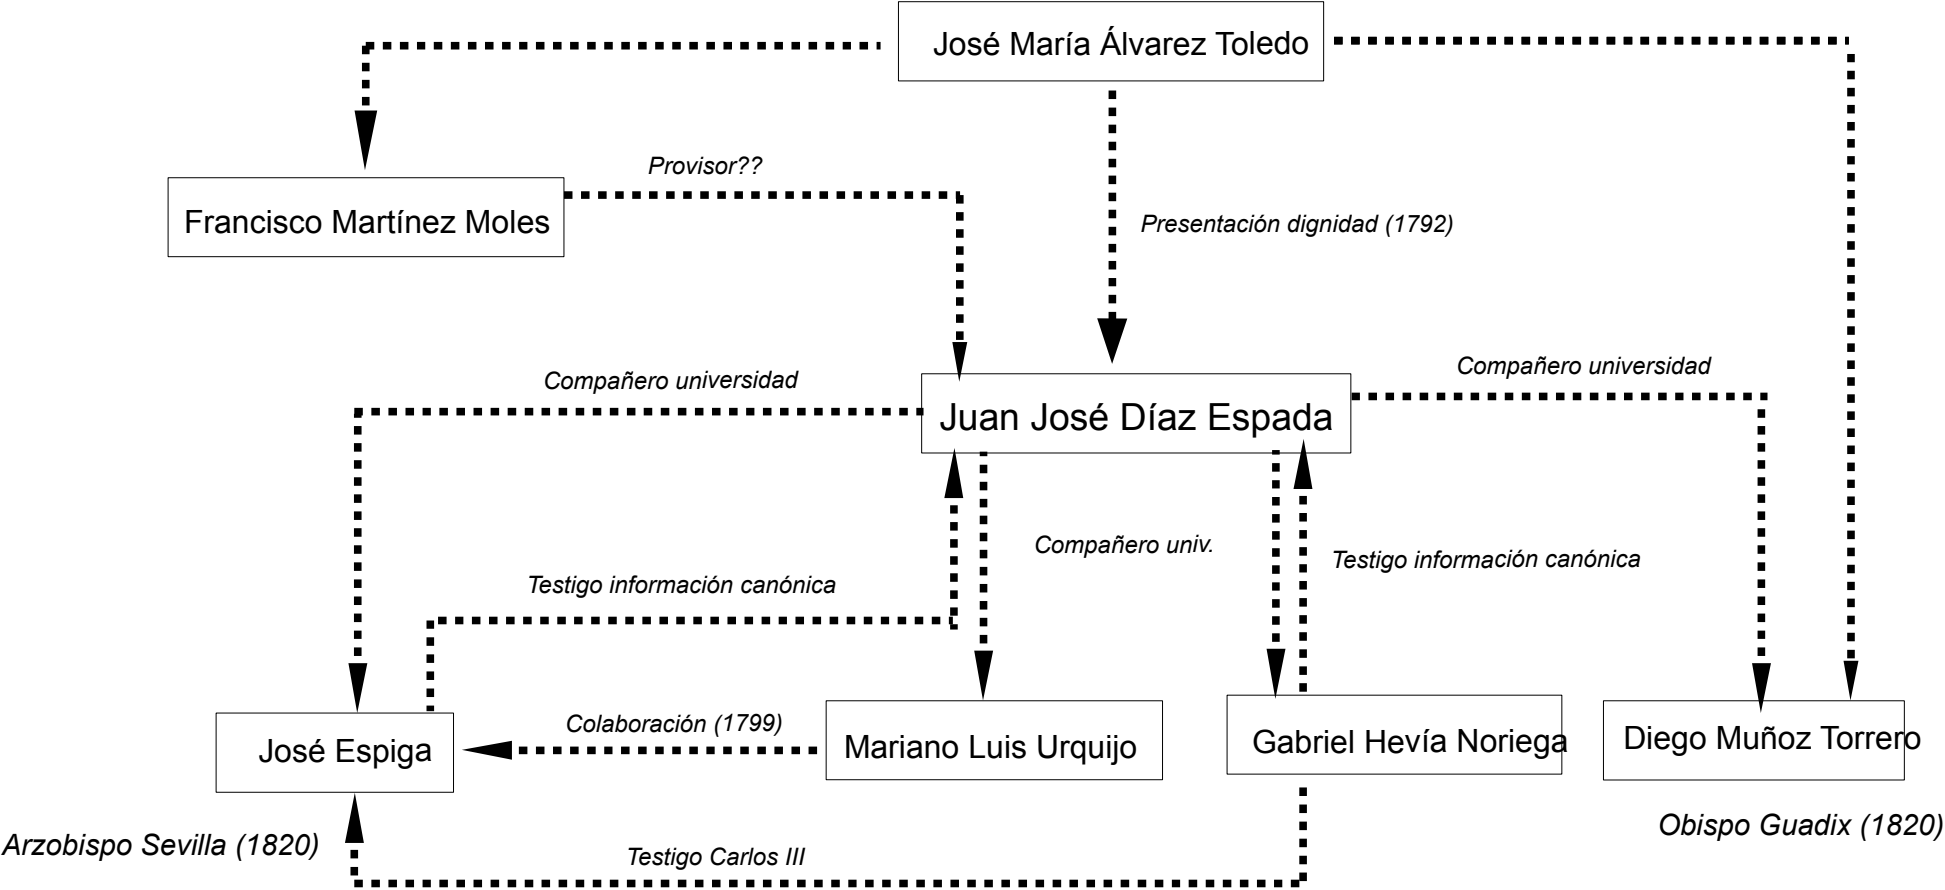 José María Álvarez Toledo
Provisor??
Francisco Martínez Moles
Presentación dignidad (1792)
Compañero universidad
Compañero universidad
Juan José Díaz Espada
Compañero univ.
Testigo información canónica
Testigo información canónica
Colaboración (1799)
José Espiga
Mariano Luis Urquijo
Gabriel Hevía Noriega
Diego Muñoz Torrero
Arzobispo Sevilla (1820)
Obispo Guadix (1820)
Testigo Carlos III